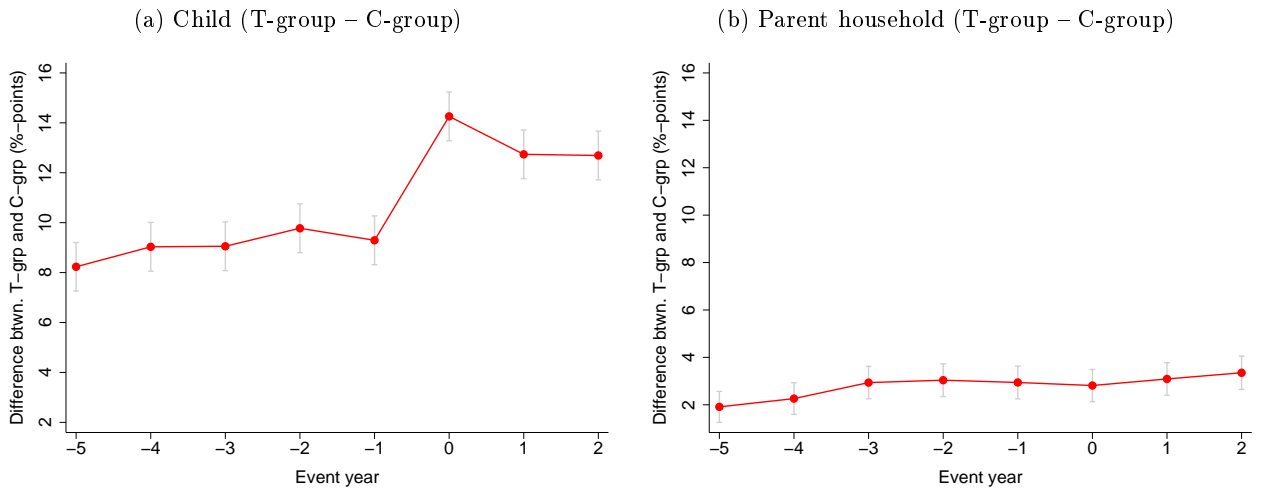 (a) Child (T-group – C-group)
Difference btwn. T−grp and C−grp (%−points)
16
14
12
10
8
6
4
2
−5 −4 −3 −2 −1 0 1 2
Event year
(b) Parent household (T-group – C-group)
Difference btwn. T−grp and C−grp (%−points)
16
14
12
10
8
6
4
2
−5 −4 −3 −2 −1 0 1 2
Event year